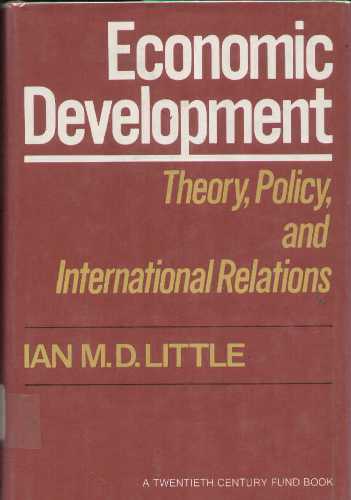 Economic
Development
Theory, Policy,
and
International Relations
IAN M.D. LITTLE
A TWENTIETH CENTURY FUND BOOK